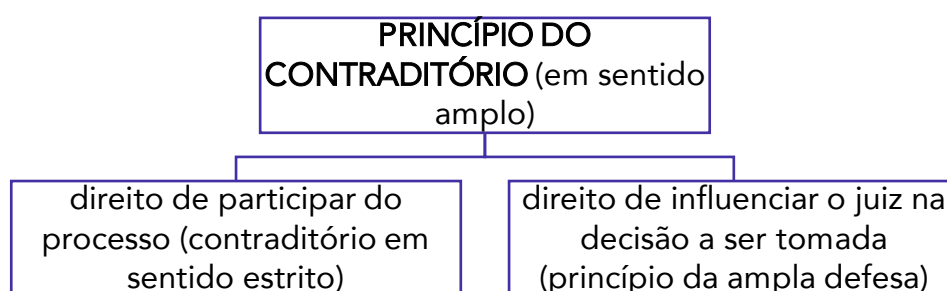 PRINCÍPIO DO
CONTRADITÓRIO (em sentido
amplo)
direito de participar do
processo (contraditório em
sentido estrito)
direito de influenciar o juiz na
decisão a ser tomada
(princípio da ampla defesa)